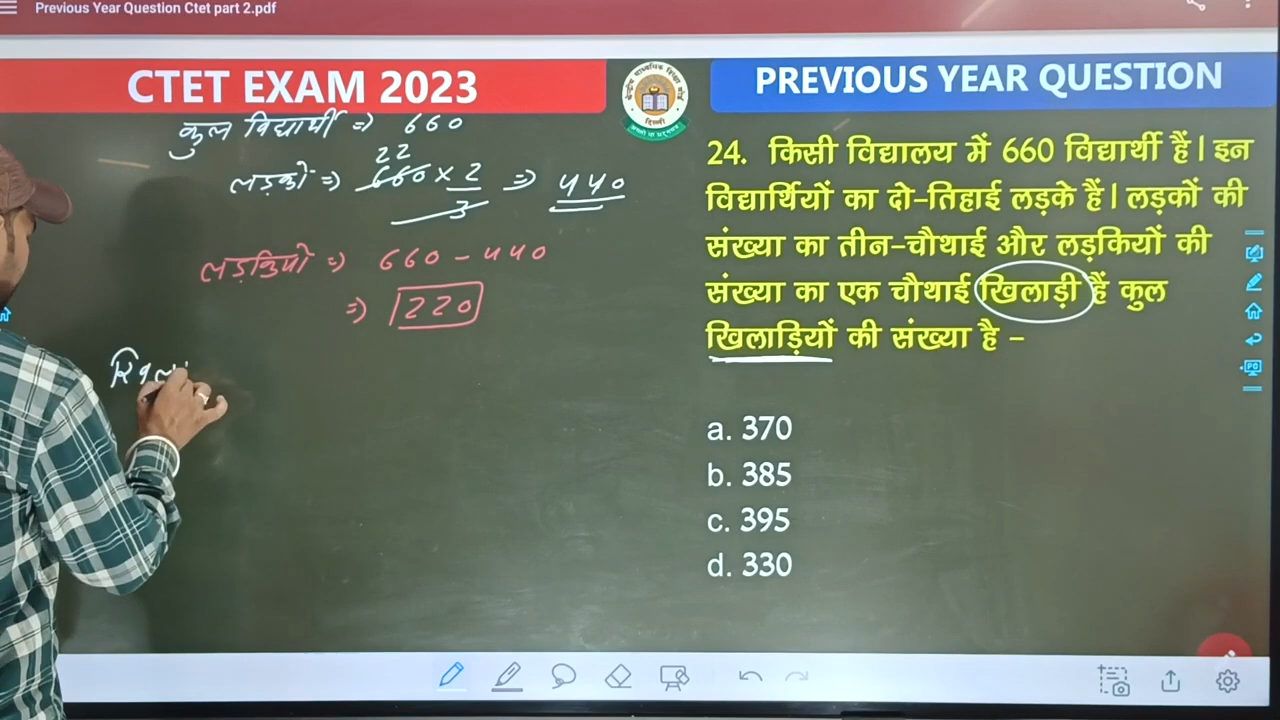 Previous Year Question Ctet part 2.pdf
CTET EXAM 2023
PREVIOUS YEAR QUESTION
कुल विद्यार्थी => 660
22
लड़को => 660 × 2 => 440
3
लड़कियो => 660 - 440
=> 220
24. किसी विद्यालय में 660 विद्यार्थी हैं। इन
विद्यार्थियों का दो-तिहाई लड़के हैं। लड़कों की
संख्या का तीन-चौथाई और लड़कियों की
संख्या का एक चौथाई खिलाड़ी हैं कुल
खिलाड़ियों की संख्या है -
a. 370
b. 385
c. 395
d. 330